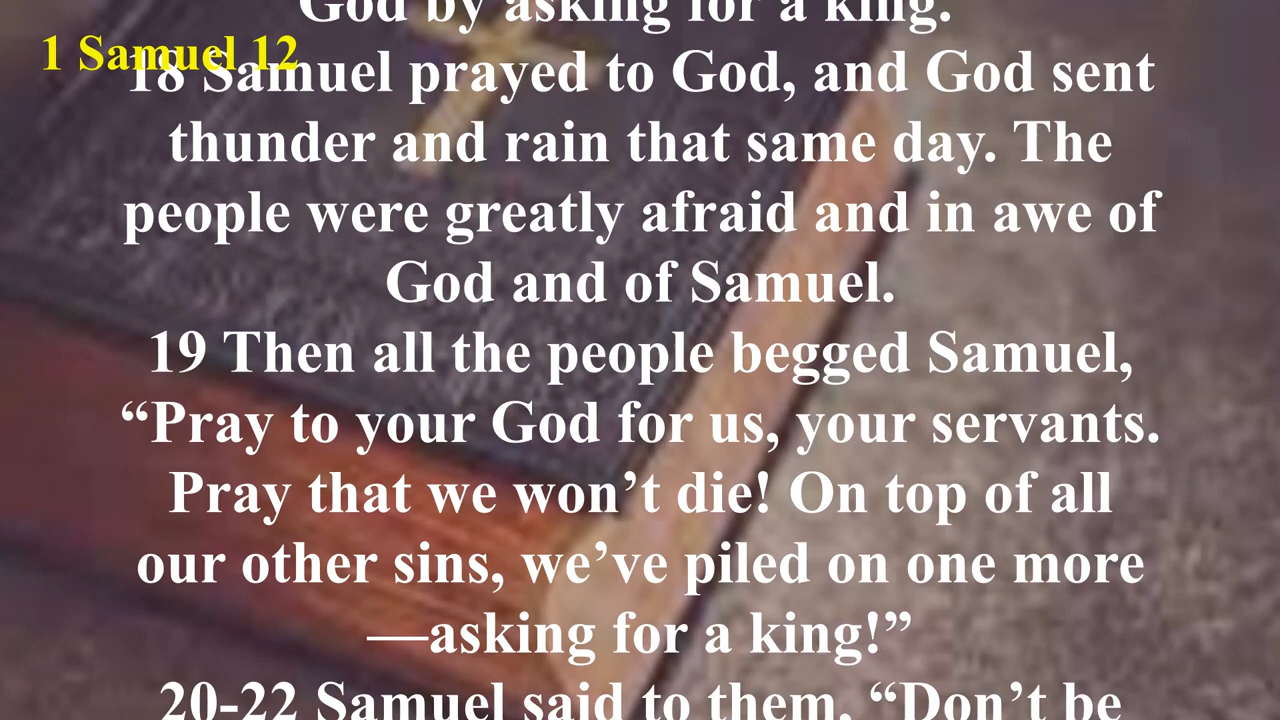 God by asking for a king.
1 Samuel 12
18 Samuel prayed to God, and God sent
thunder and rain that same day. The
people were greatly afraid and in awe of
God and of Samuel.
19 Then all the people begged Samuel,
“Pray to your God for us, your servants.
Pray that we won’t die! On top of all
our other sins, we’ve piled on one more
—asking for a king!”
20-22 Samuel said to them, “Don’t be